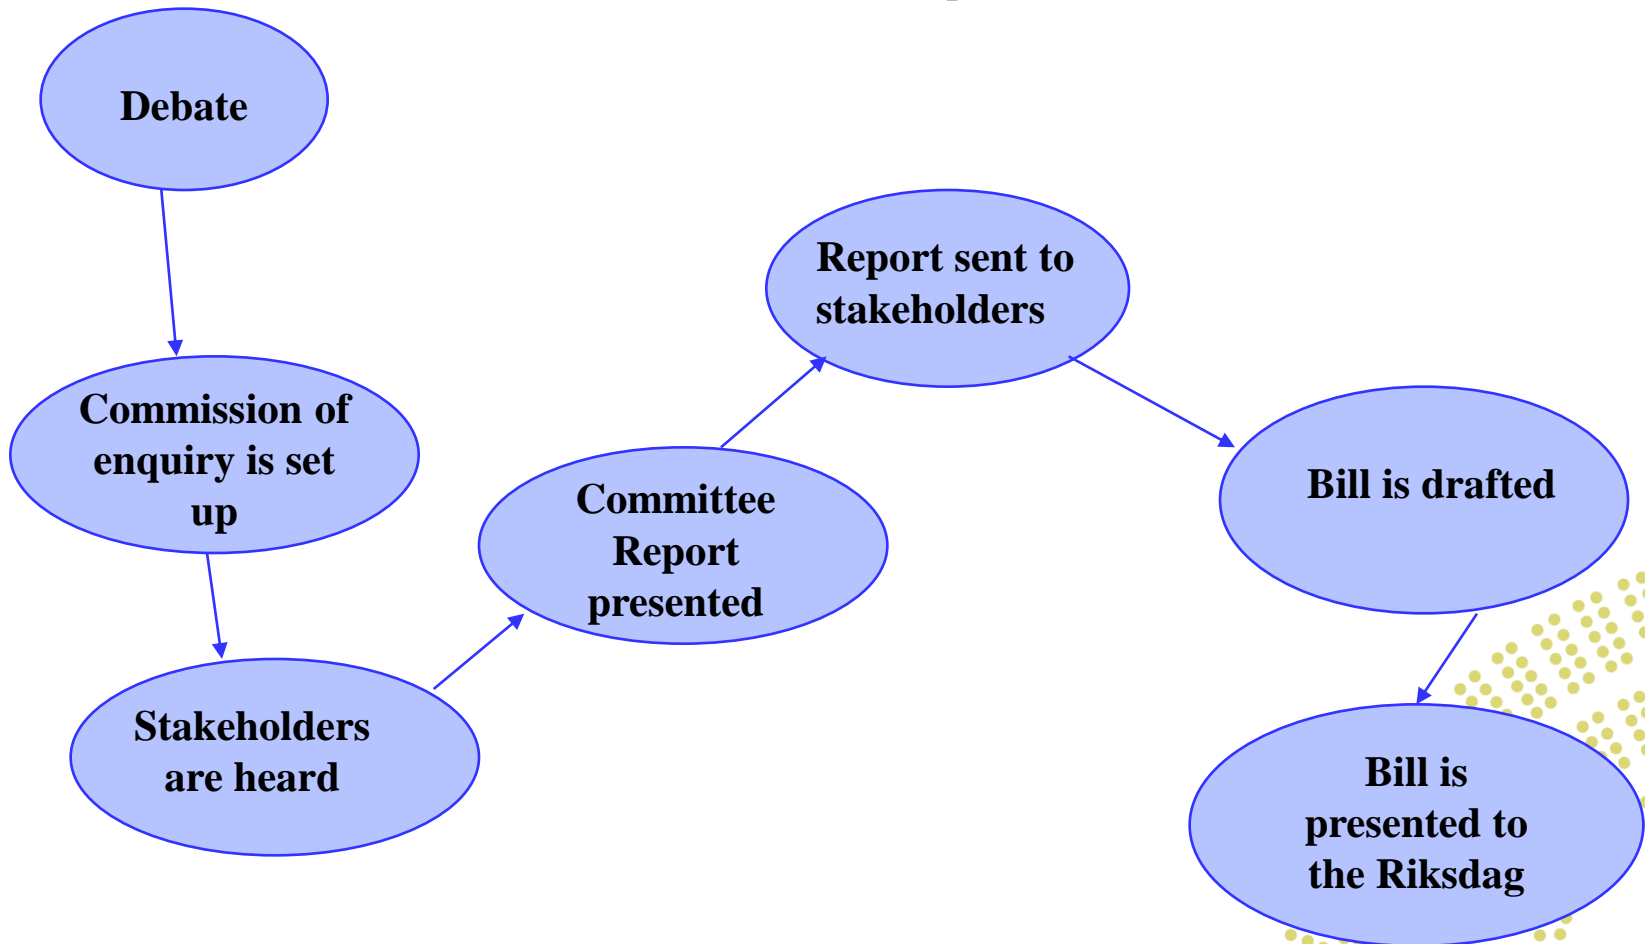 Debate
Commission of
enquiry is set
up
Stakeholders
are heard
Committee
Report
presented
Report sent to
stakeholders
Bill is drafted
Bill is
presented to
the Riksdag